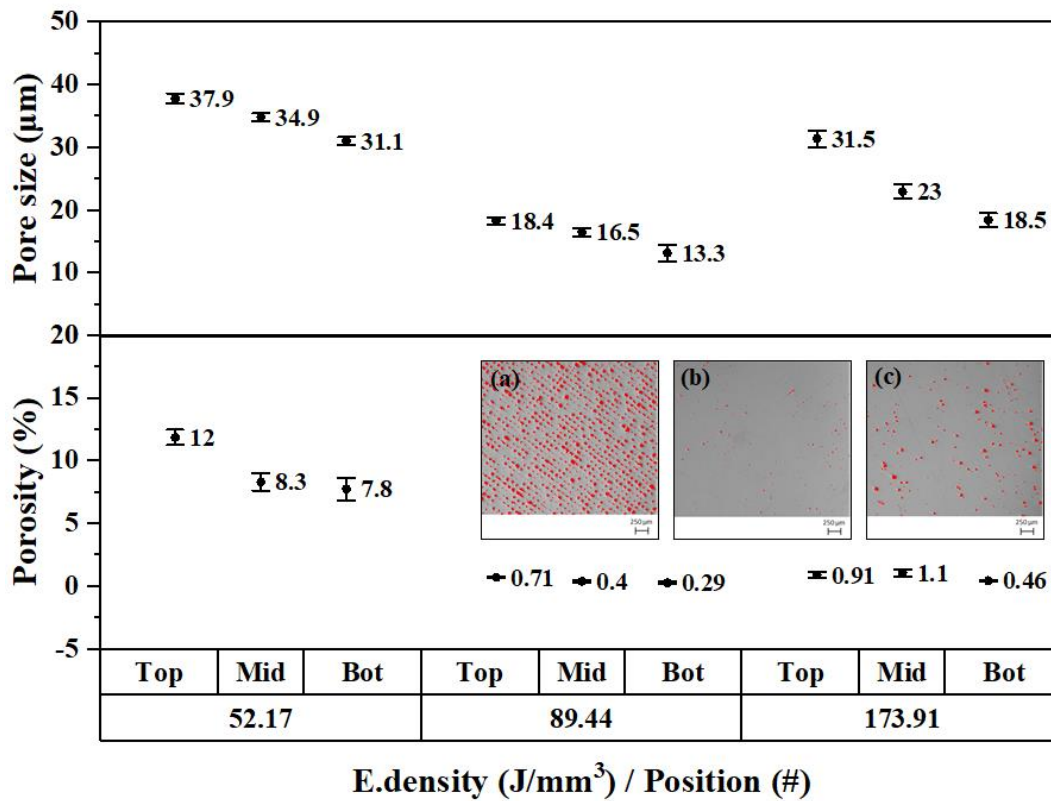 Pore size (µm)
50
40
30
20
10
37.9
34.9
31.1
18.4
16.5
13.3
31.5
23
18.5
Porosity (%)
20
15
10
5
0
-5
12
8.3
7.8
0.71
0.4
0.29
0.91
1.1
0.46
(a)
250 µm
(b)
250 µm
(c)
250 µm
Top Mid Bot Top Mid Bot Top Mid Bot
52.17 89.44 173.91
E.density (J/mm³) / Position (#)